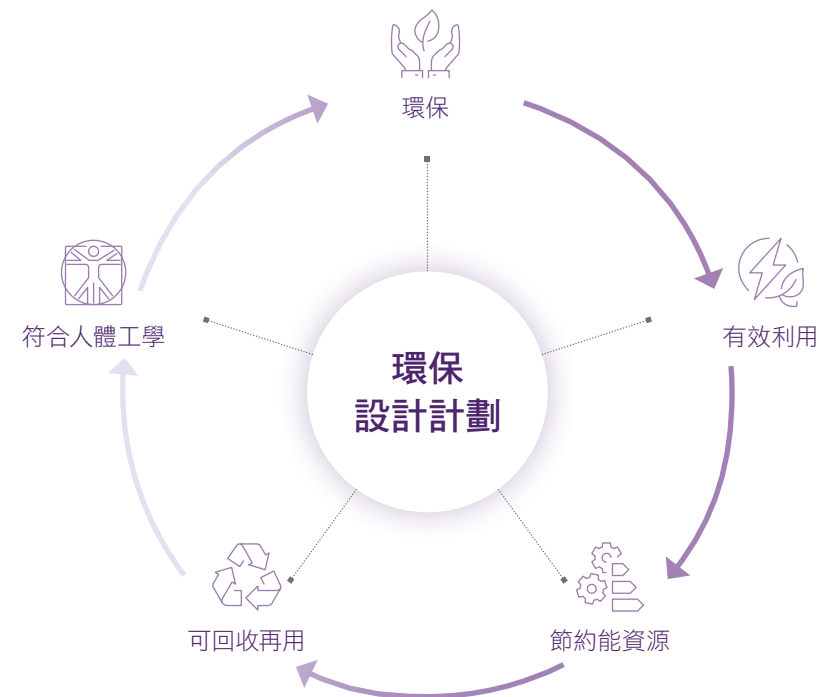 環保
符合人體工學
有效利用
環保
設計計劃
可回收再用
節約能資源